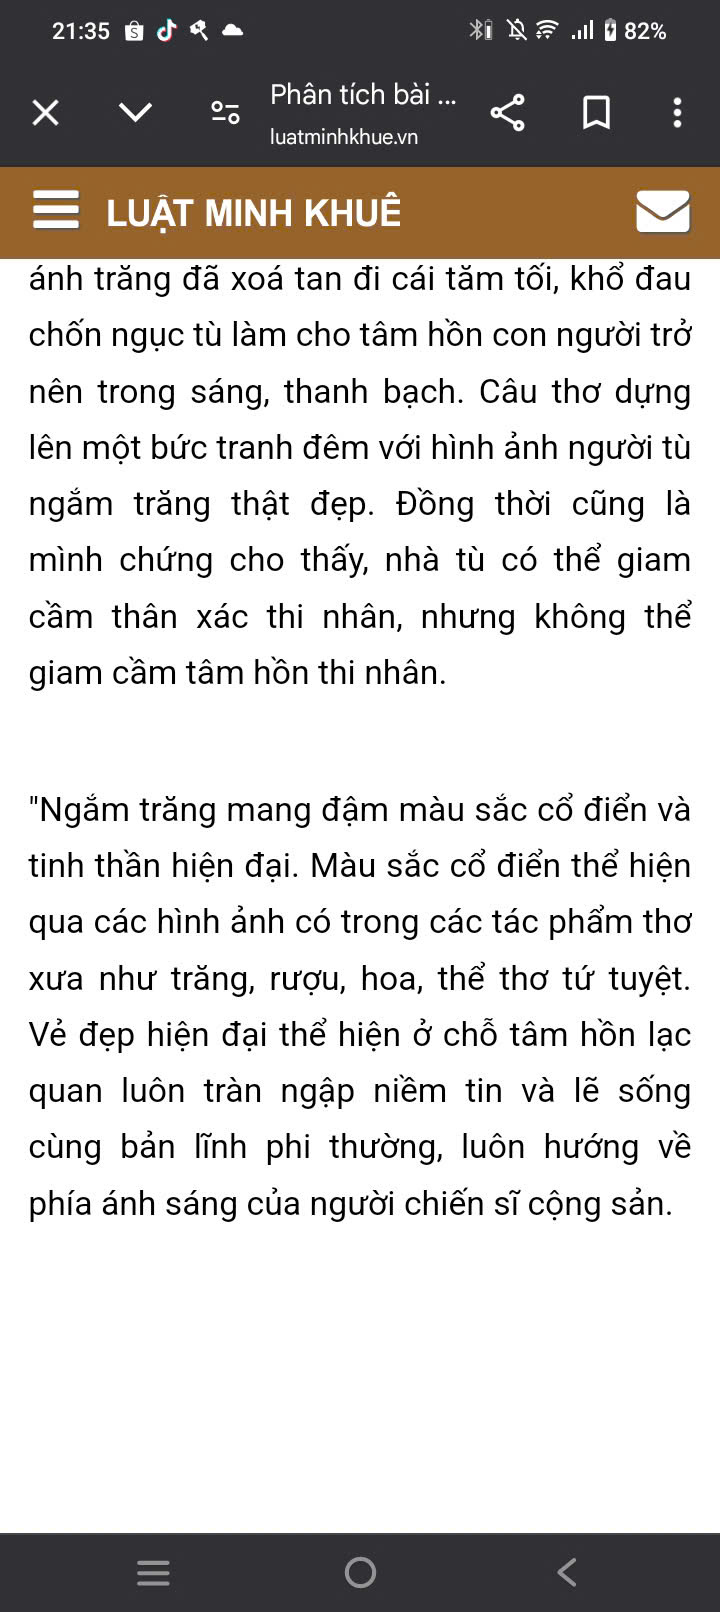 21:35 82%
Phân tích bài ...
luatminhkhue.vn
LUẬT MINH KHUÊ
ánh trăng đã xoá tan đi cái tăm tối, khổ đau
chốn ngục tù làm cho tâm hồn con người trở
nên trong sáng, thanh bạch. Câu thơ dựng
lên một bức tranh đêm với hình ảnh người tù
ngắm trăng thật đẹp. Đồng thời cũng là
mình chứng cho thấy, nhà tù có thể giam
cầm thân xác thi nhân, nhưng không thể
giam cầm tâm hồn thi nhân.
"Ngắm trăng mang đậm màu sắc cổ điển và
tinh thần hiện đại. Màu sắc cổ điển thể hiện
qua các hình ảnh có trong các tác phẩm thơ
xưa như trăng, rượu, hoa, thể thơ tứ tuyệt.
Vẻ đẹp hiện đại thể hiện ở chỗ tâm hồn lạc
quan luôn tràn ngập niềm tin và lẽ sống
cùng bản lĩnh phi thường, luôn hướng về
phía ánh sáng của người chiến sĩ cộng sản.